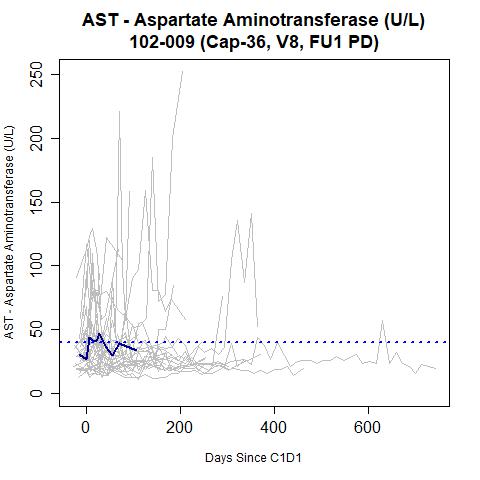 AST - Aspartate Aminotransferase (U/L)
102-009 (Cap-36, V8, FU1 PD)
AST - Aspartate Aminotransferase (U/L)
250
200
150
100
50
0
0 200 400 600
Days Since C1D1